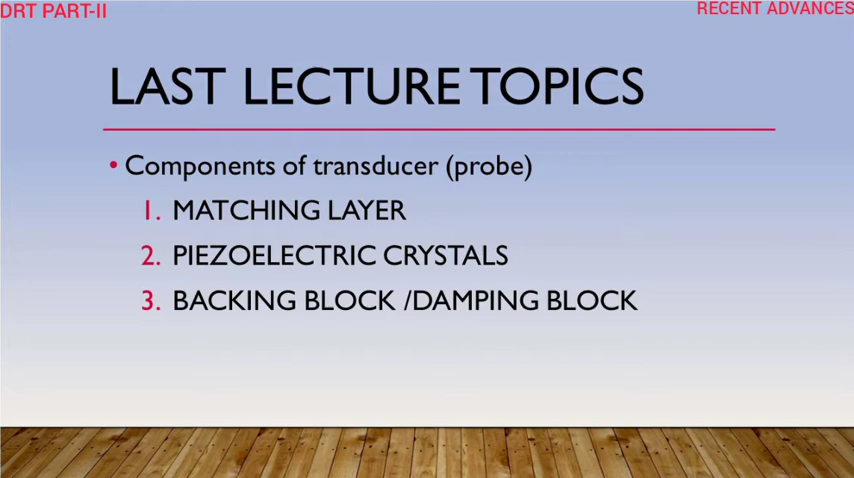 DRT PART-II
RECENT ADVANCES
LAST LECTURE TOPICS
• Components of transducer (probe)
1. MATCHING LAYER
2. PIEZOELECTRIC CRYSTALS
3. BACKING BLOCK /DAMPING BLOCK